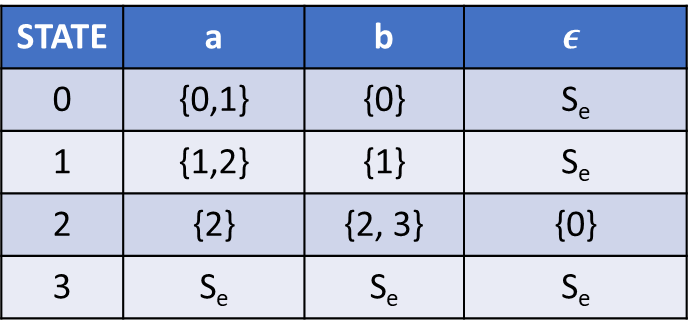 STATE a b ϵ
0 {0,1} {0} Sₑ
1 {1,2} {1} Sₑ
2 {2} {2, 3} {0}
3 Sₑ Sₑ Sₑ